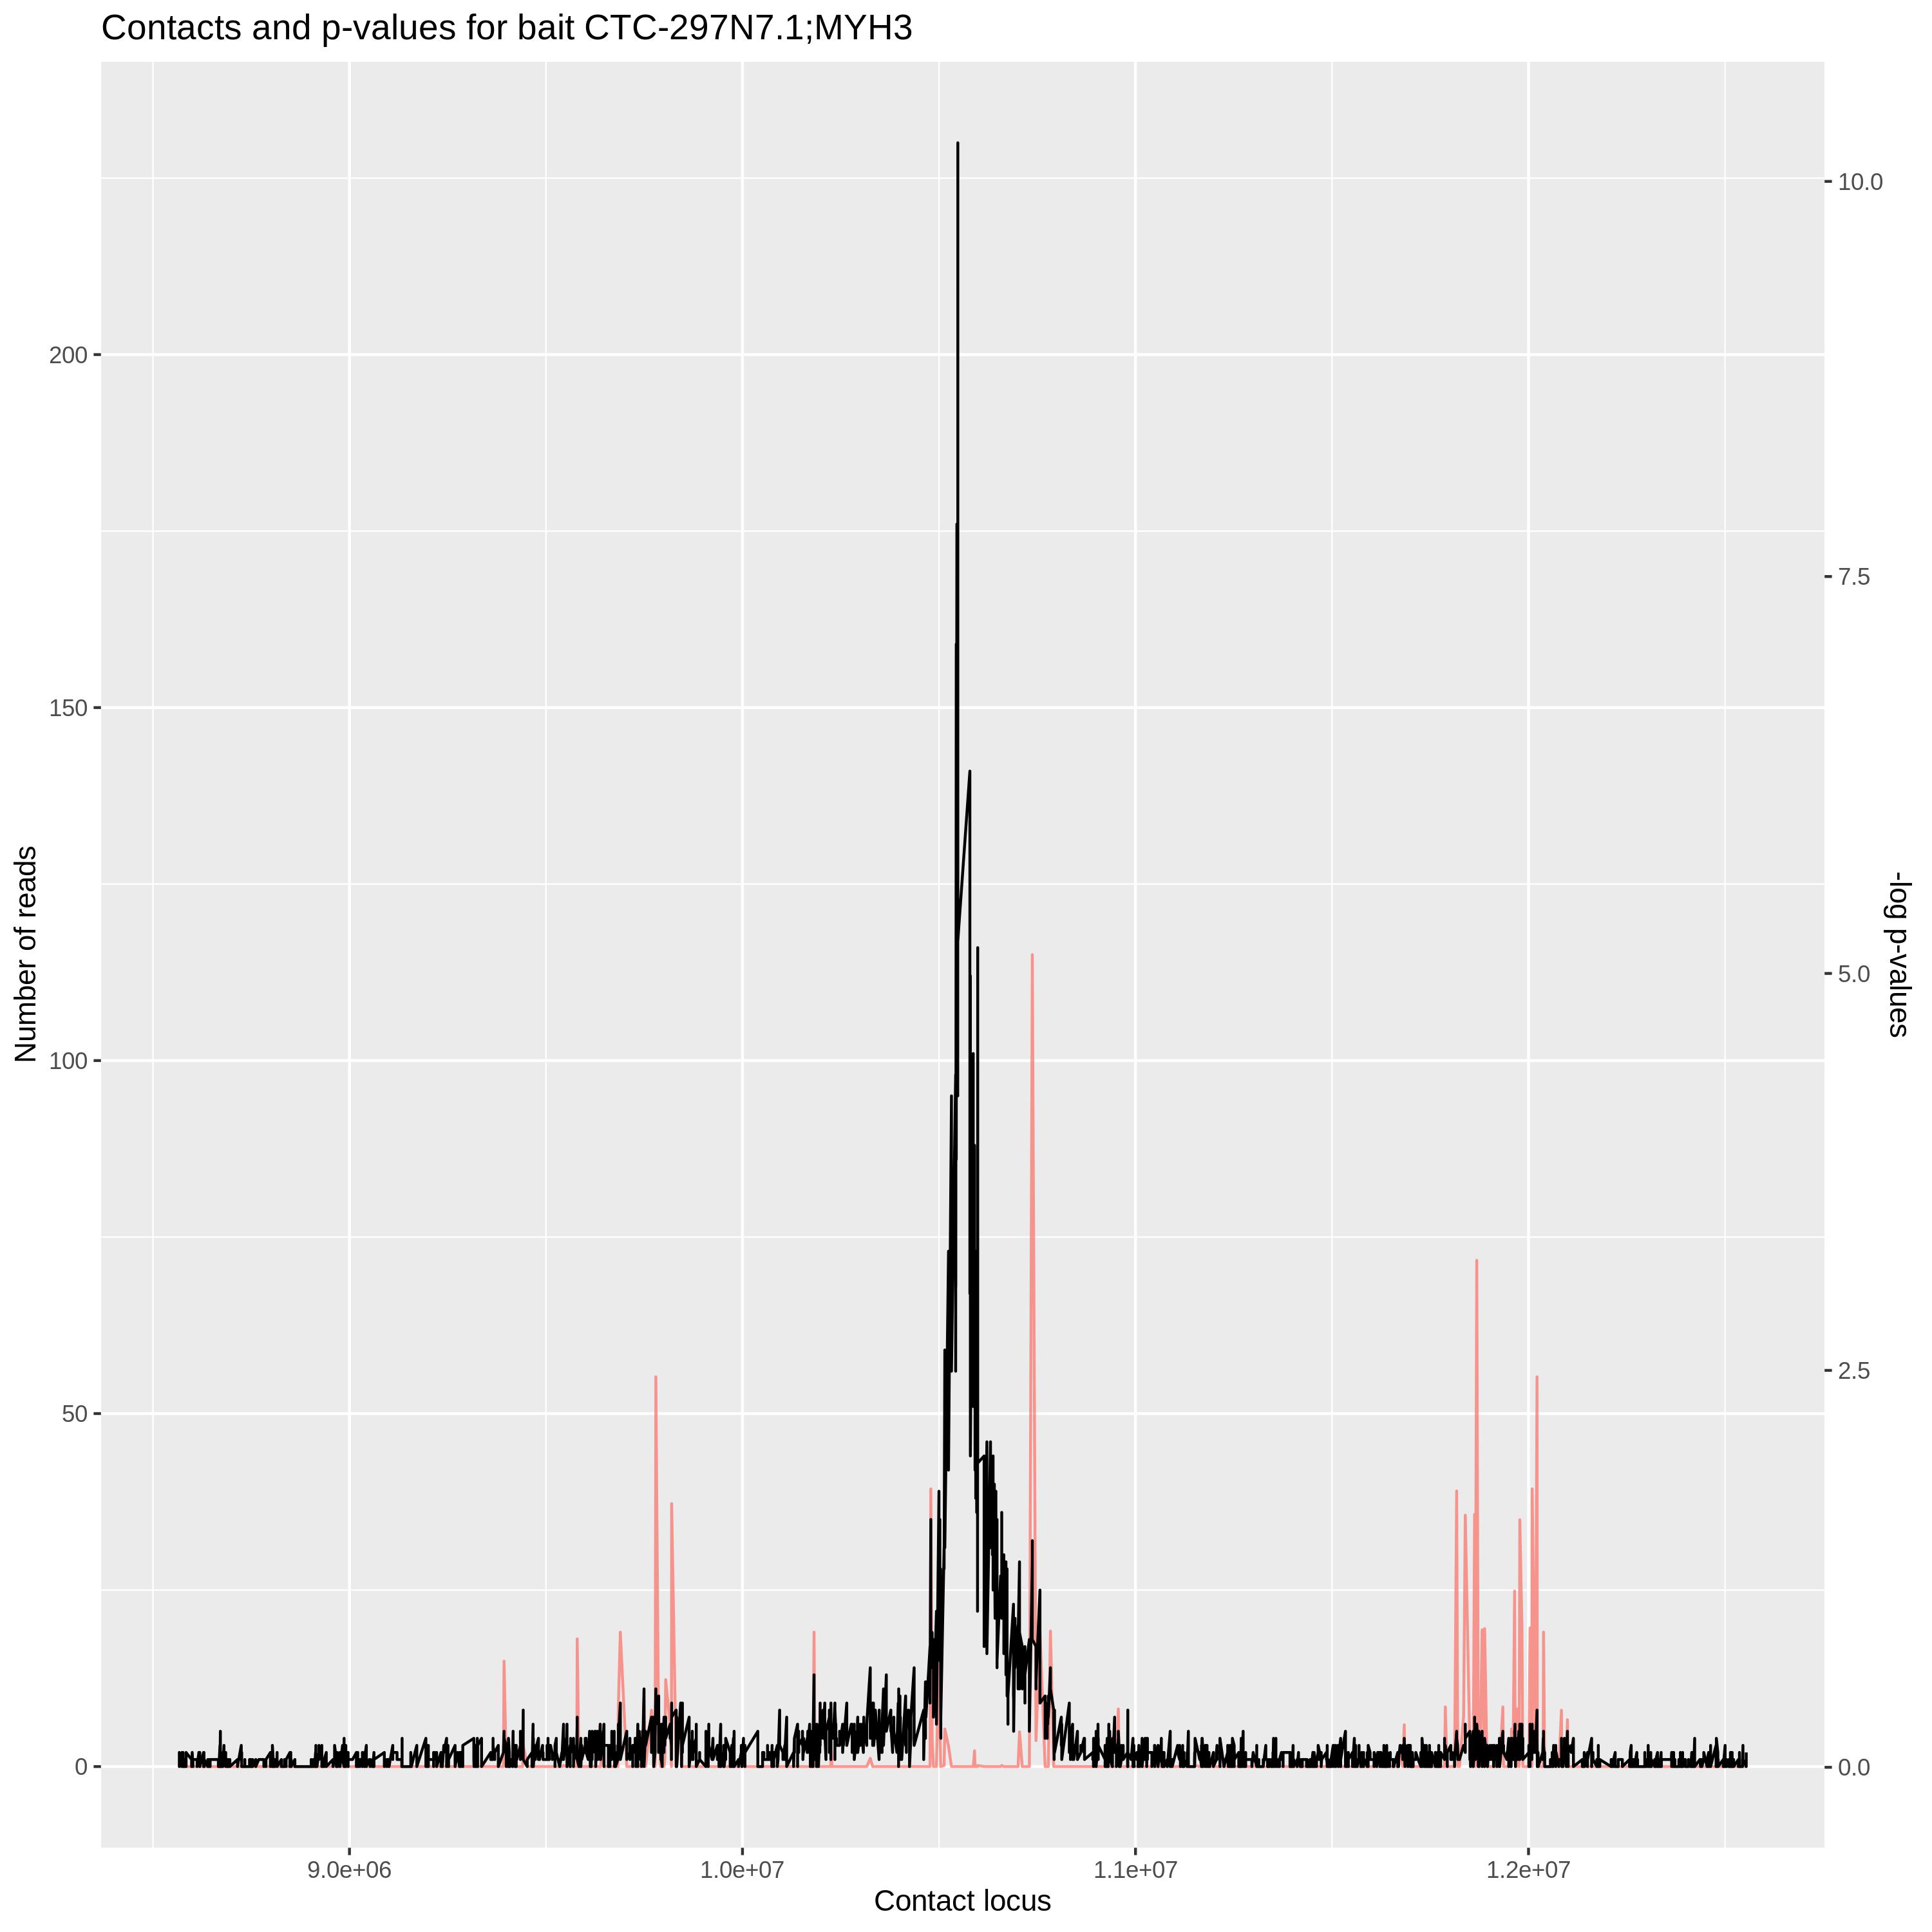 Contacts and p-values for bait CTC-297N7.1;MYH3
Number of reads
200
150
100
50
0
10.0
7.5
5.0
2.5
0.0
-log p-values
9.0e+06
1.0e+07
1.1e+07
1.2e+07
Contact locus